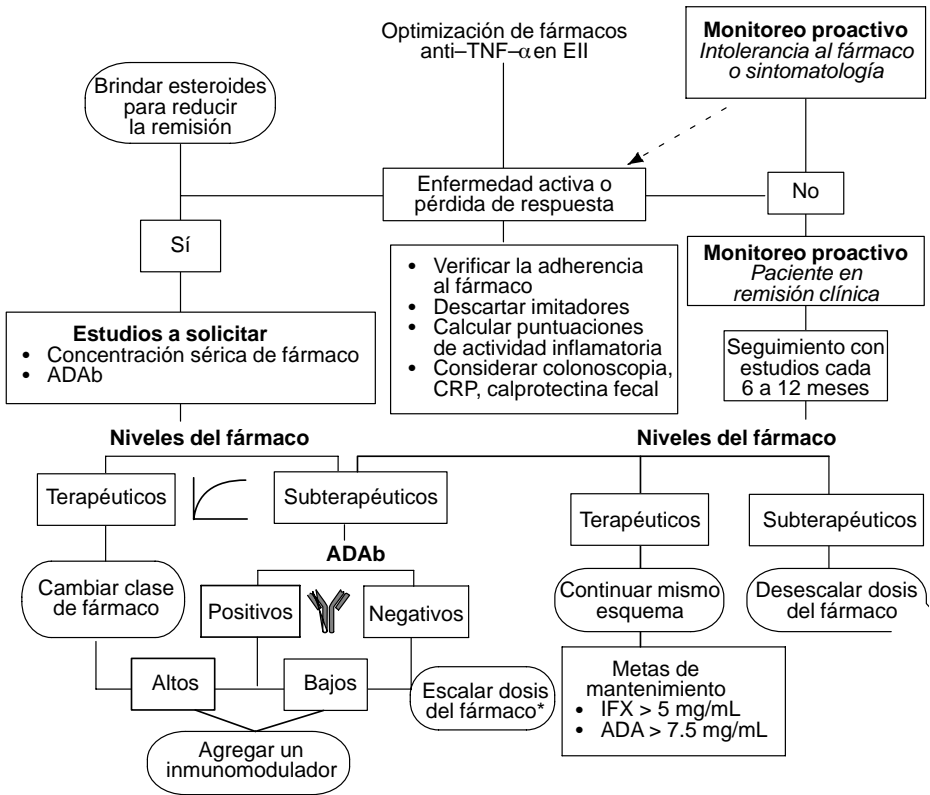 Optimización de fármacos
anti–TNF–α en EII
Monitoreo proactivo
Intolerancia al fármaco
o sintomatología
Brindar esteroides
para reducir
la remisión
Enfermedad activa o
pérdida de respuesta
No
Sí
• Verificar la adherencia
al fármaco
• Descartar imitadores
• Calcular puntuaciones
de actividad inflamatoria
• Considerar colonoscopia,
CRP, calprotectina fecal
Monitoreo proactivo
Paciente en
remisión clínica
Estudios a solicitar
• Concentración sérica de fármaco
• ADAb
Seguimiento con
estudios cada
6 a 12 meses
Niveles del fármaco
Terapéuticos
Subterapéuticos
Niveles del fármaco
Terapéuticos
Subterapéuticos
ADAb
Cambiar clase
de fármaco
Positivos
Negativos
Continuar mismo
esquema
Desescalar dosis
del fármaco
Altos
Bajos
Escalar dosis
del fármaco*
Metas de
mantenimiento
• IFX > 5 mg/mL
• ADA > 7.5 mg/mL
Agregar un
inmunomodulador